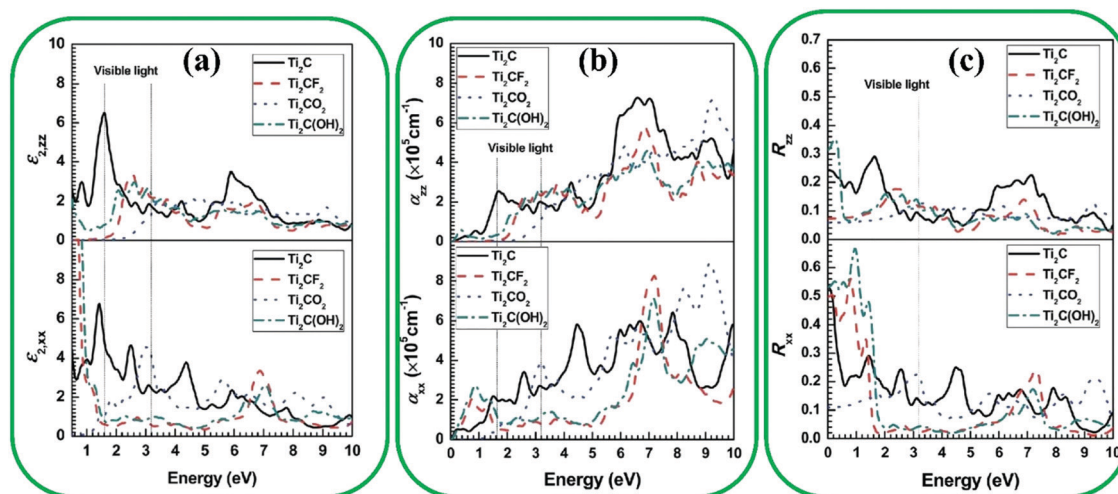 (a)
10
8
6
4
2
0
ε2,zz
Visible light
Ti2C
Ti2CF2
Ti2CO2
Ti2C(OH)2
8
6
4
2
0
ε2,xx
Ti2C
Ti2CF2
Ti2CO2
Ti2C(OH)2
1 2 3 4 5 6 7 8 9 10
Energy (eV)
(b)
10
8
6
4
2
0
αzz (×10^5cm^-1)
Ti2C
Ti2CF2
Ti2CO2
Ti2C(OH)2
Visible light
8
6
4
2
0
αxx (×10^5cm^-1)
Ti2C
Ti2CF2
Ti2CO2
Ti2C(OH)2
0 1 2 3 4 5 6 7 8 9 10
Energy (eV)
(c)
0.7
0.6
0.5
0.4
0.3
0.2
0.1
0.0
Rzz
Visible light
Ti2C
Ti2CF2
Ti2CO2
Ti2C(OH)2
0.6
0.5
0.4
0.3
0.2
0.1
0.0
Rxx
Ti2C
Ti2CF2
Ti2CO2
Ti2C(OH)2
0 1 2 3 4 5 6 7 8 9 10
Energy (eV)